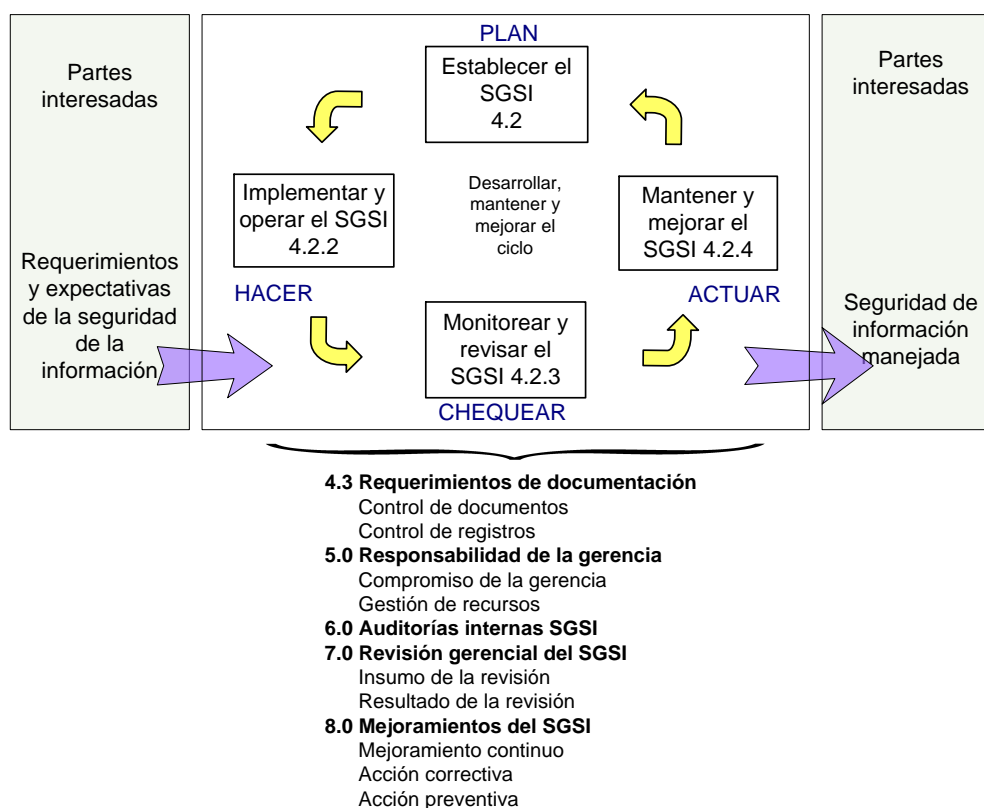 Partes
interesadas
Requerimientos
y expectativas
de la seguridad
de la
información
PLAN
Establecer el
SGSI
4.2
Implementar y
operar el SGSI
4.2.2
HACER
Desarrollar,
mantener y
mejorar el
ciclo
Mantener y
mejorar el
SGSI 4.2.4
ACTUAR
Monitorear y
revisar el
SGSI 4.2.3
CHEQUEAR
Partes
interesadas
Seguridad de
información
manejada
4.3 Requerimientos de documentación
Control de documentos
Control de registros
5.0 Responsabilidad de la gerencia
Compromiso de la gerencia
Gestión de recursos
6.0 Auditorías internas SGSI
7.0 Revisión gerencial del SGSI
Insumo de la revisión
Resultado de la revisión
8.0 Mejoramientos del SGSI
Mejoramiento continuo
Acción correctiva
Acción preventiva